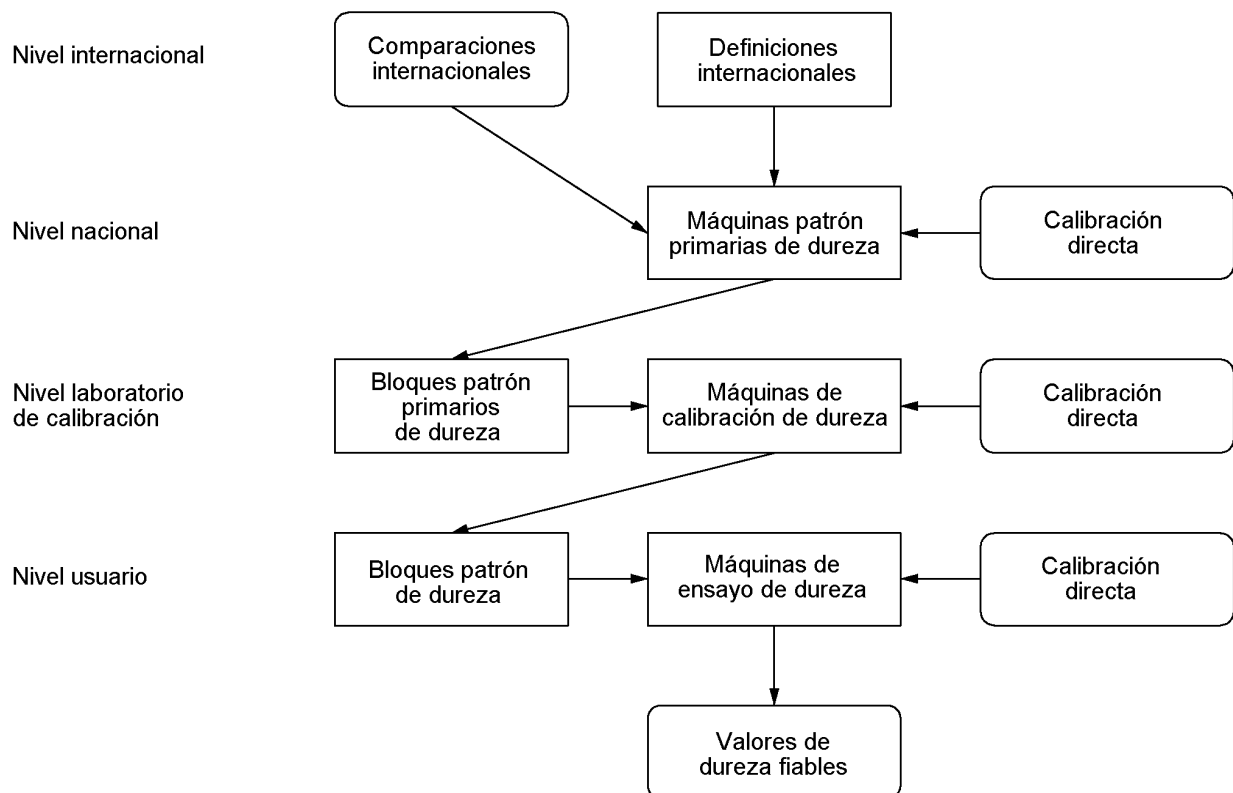 Nivel internacional
Comparaciones
internacionales
Definiciones
internacionales
Nivel nacional
Máquinas patrón
primarias de dureza
Calibración
directa
Nivel laboratorio
de calibración
Bloques patrón
primarios
de dureza
Máquinas de
calibración de dureza
Calibración
directa
Nivel usuario
Bloques patrón
de dureza
Máquinas de
ensayo de dureza
Calibración
directa
Valores de
dureza fiables